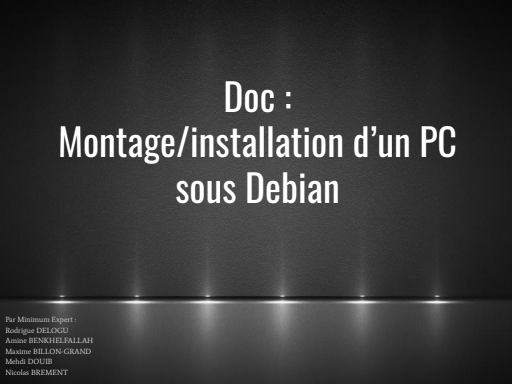 Doc :
Montage/installation d’un PC
sous Debian
Par Minimum Expert :
Rodrigue DELOGU
Amine BENKHELFALLAH
Maxime BILLON-GRAND
Mehdi DOUIB
Nicolas BREMENT